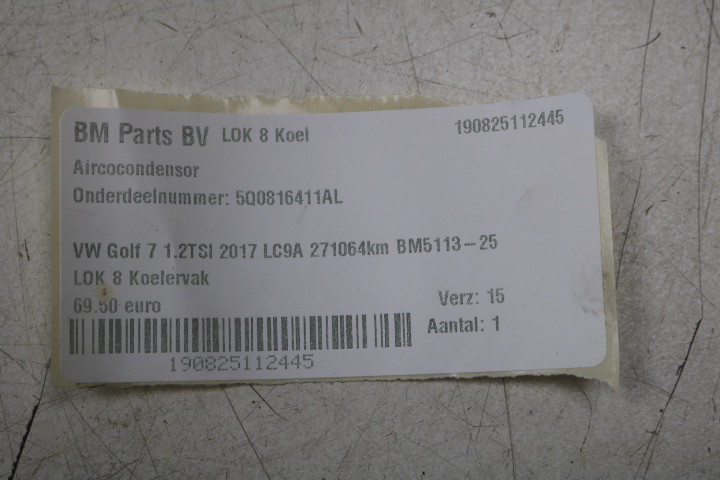 BM Parts BV LOK 8 Koel 190825112445
Aircocondensor
Onderdeelnummer: 5Q0816411AL
VW Golf 7 1.2TSI 2017 LC9A 271064km BM5113-25
LOK 8 Koelervak
69.50 euro Verz: 15
Aantal: 1
190825112445